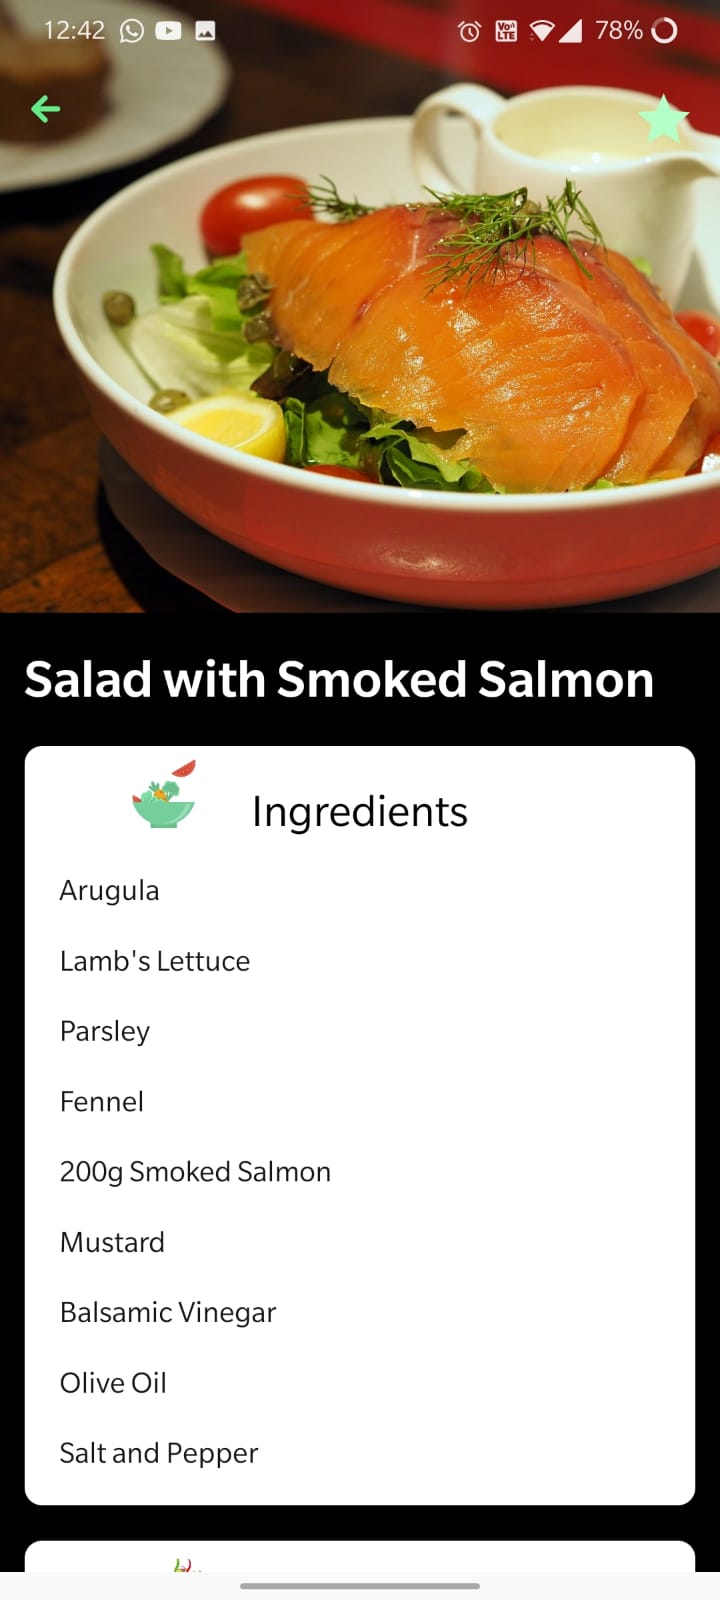 12:42 78%
Salad with Smoked Salmon
Ingredients
Arugula
Lamb's Lettuce
Parsley
Fennel
200g Smoked Salmon
Mustard
Balsamic Vinegar
Olive Oil
Salt and Pepper